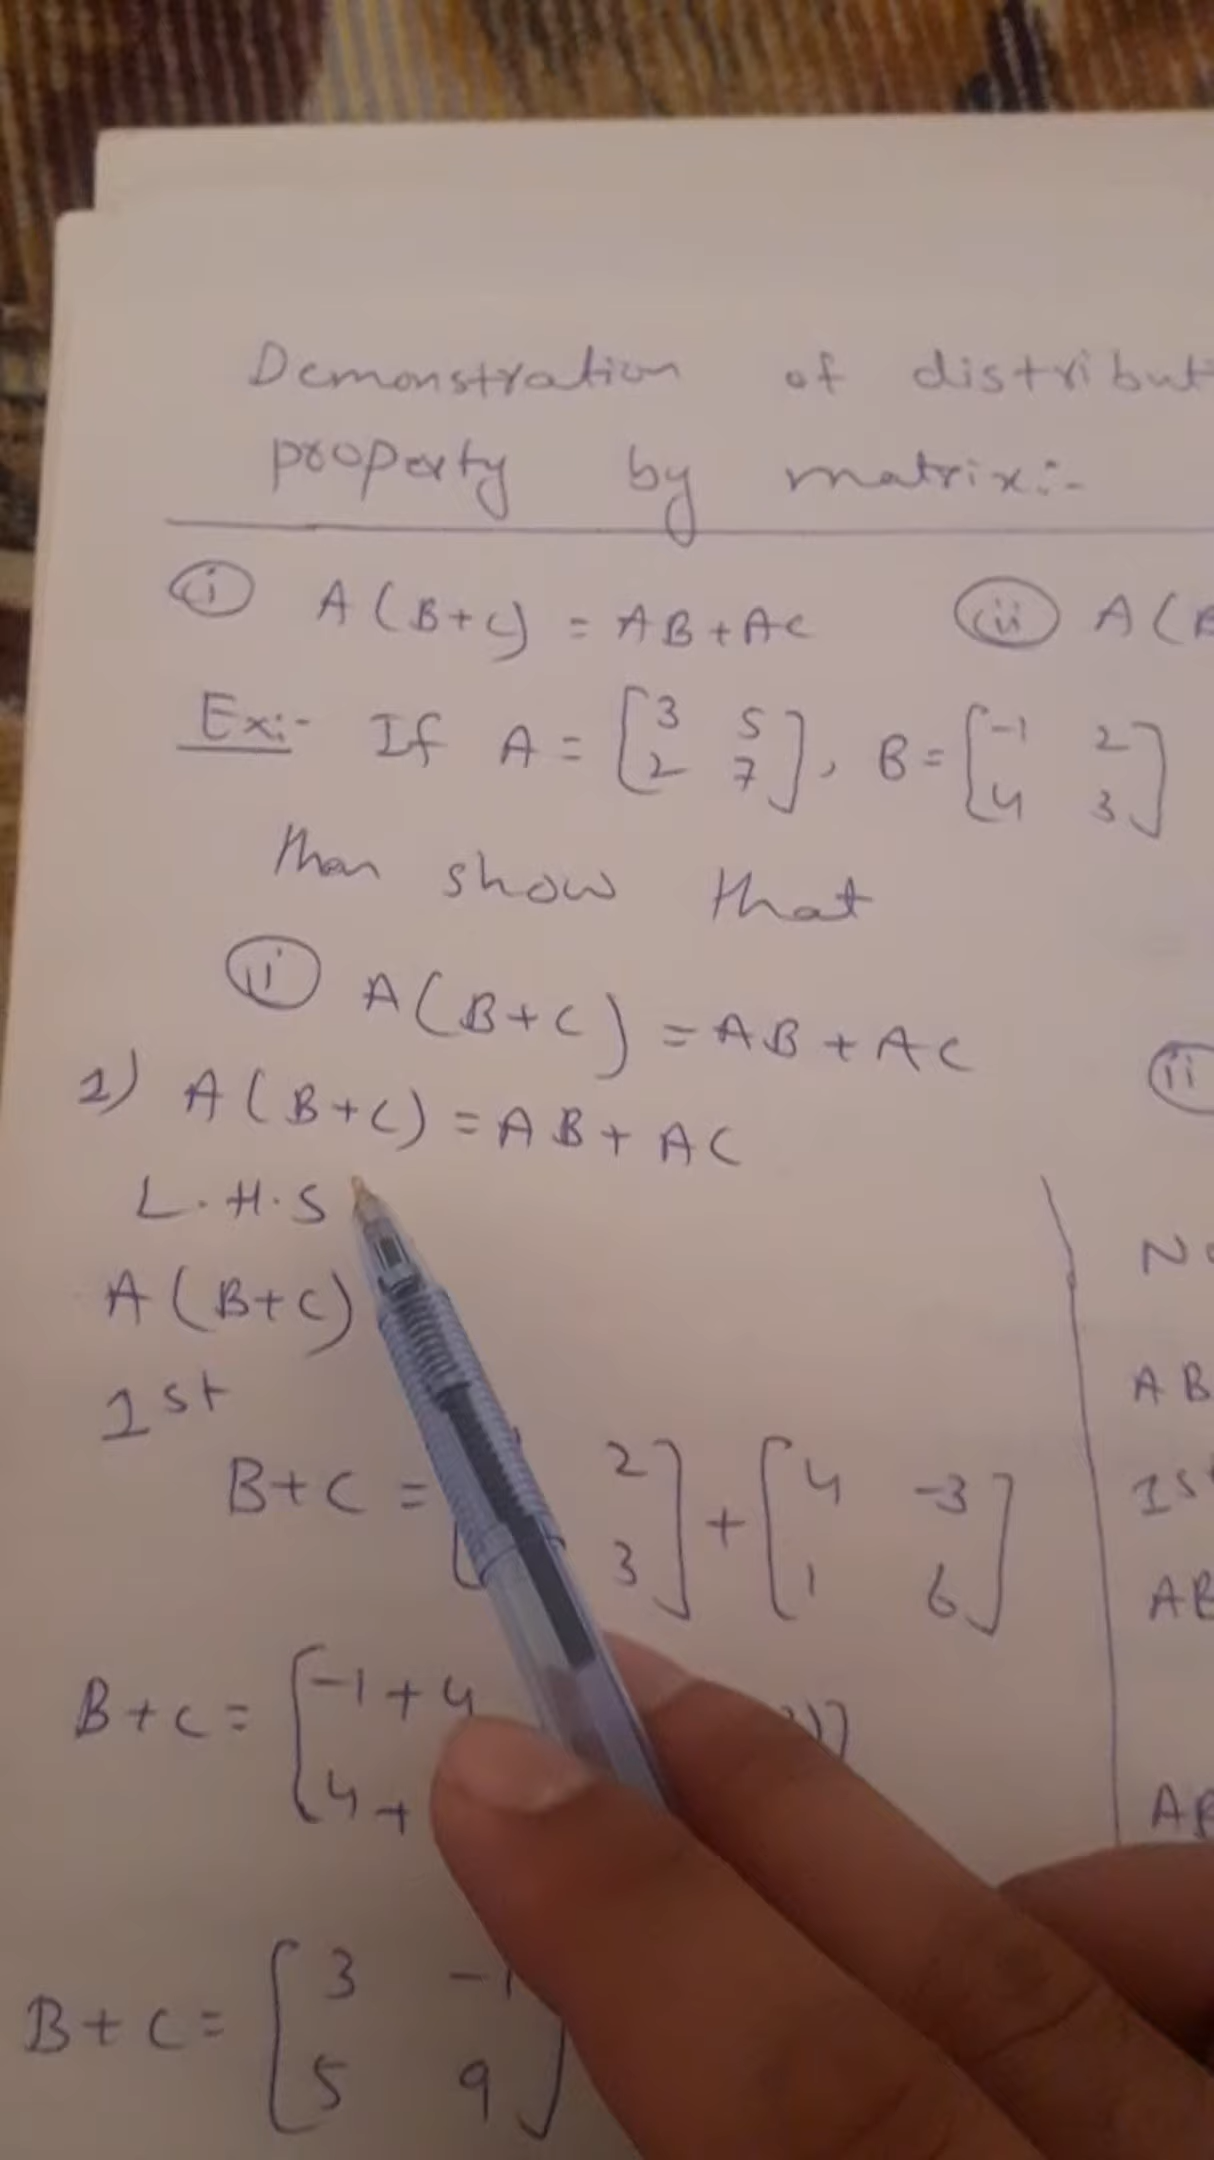 Demonstration of distribut
property by matrix:-
(i) A(B+C) = AB+AC (ii) A(B
Ex:- If A = [3 5 2 7], B = [-1 2 4 3]
then show that
(i) A(B+C) = AB + AC (ii)
1) A(B+C) = AB + AC
L.H.S
A(B+C)
1st
B+C = 2 3] + [4 -3 1 6]
B+C = [-1+4 4+
B+C = [3 -1 5 9]
AB
1s
AB
AB